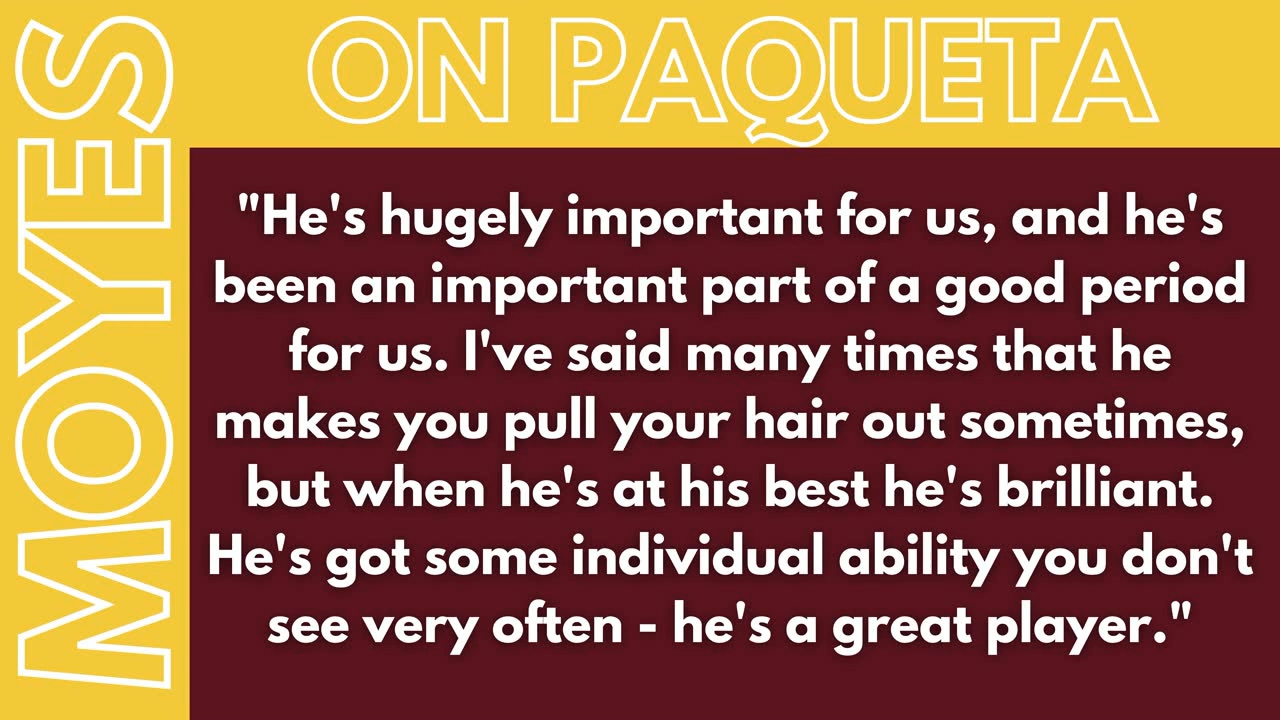 MOYES
ON PAQUETA
"He's hugely important for us, and he's
been an important part of a good period
for us. I've said many times that he
makes you pull your hair out sometimes,
but when he's at his best he's brilliant.
He's got some individual ability you don't
see very often - he's a great player."